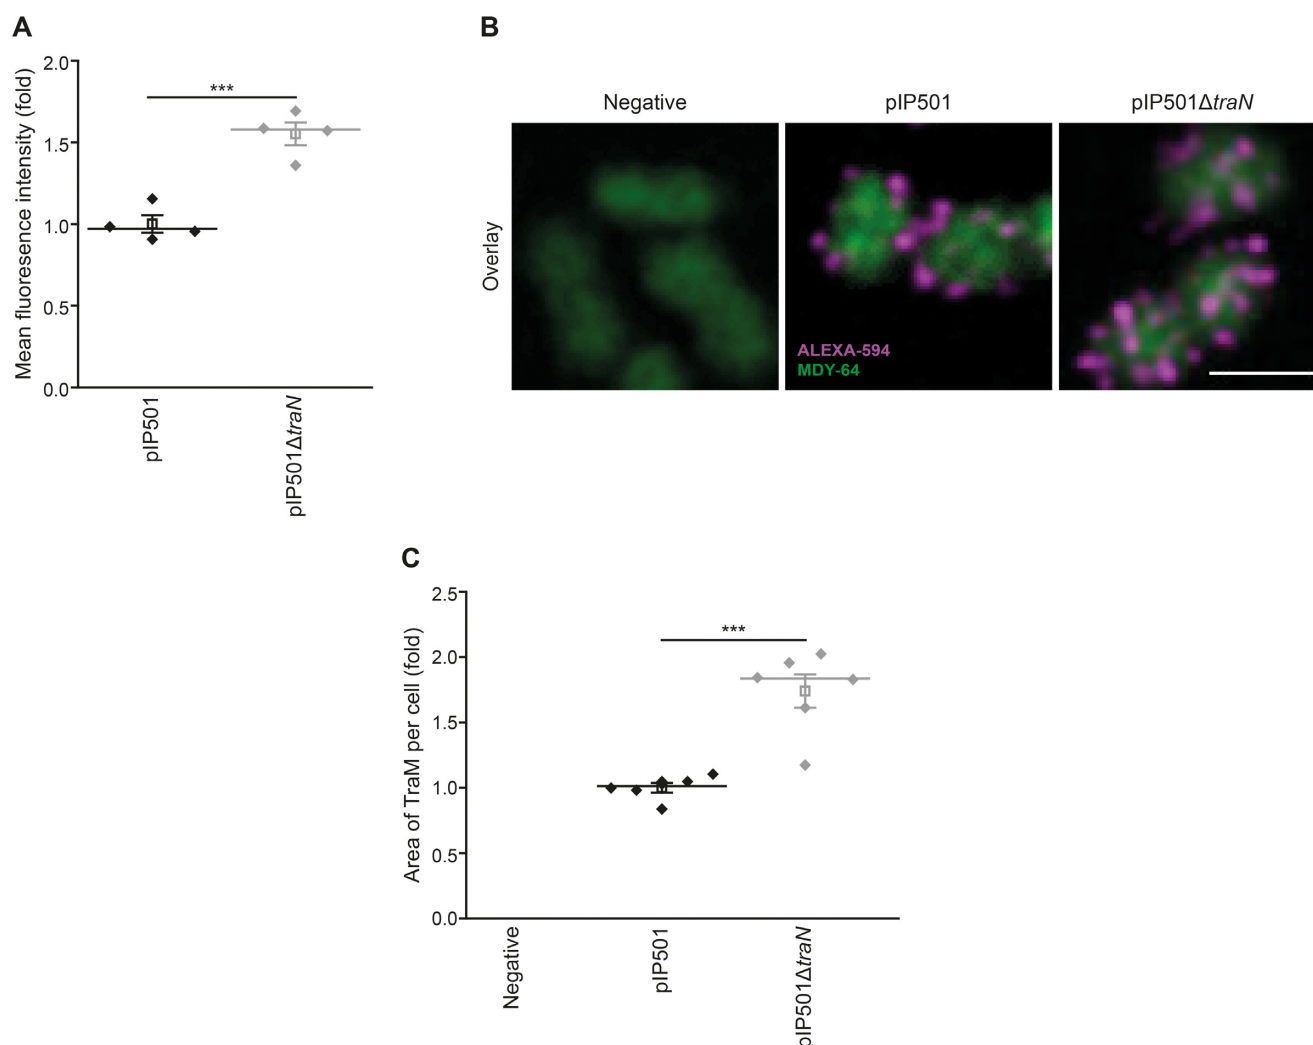 A
Mean fluoresence intensity (fold)
2.0
1.5
1.0
0.5
0.0
***
pIP501
pIP501ΔtraN
B
Negative
pIP501
pIP501ΔtraN
Overlay
ALEXA-594
MDY-64
C
Area of TraM per cell (fold)
2.5
2.0
1.5
1.0
0.5
0.0
***
Negative
pIP501
pIP501ΔtraN